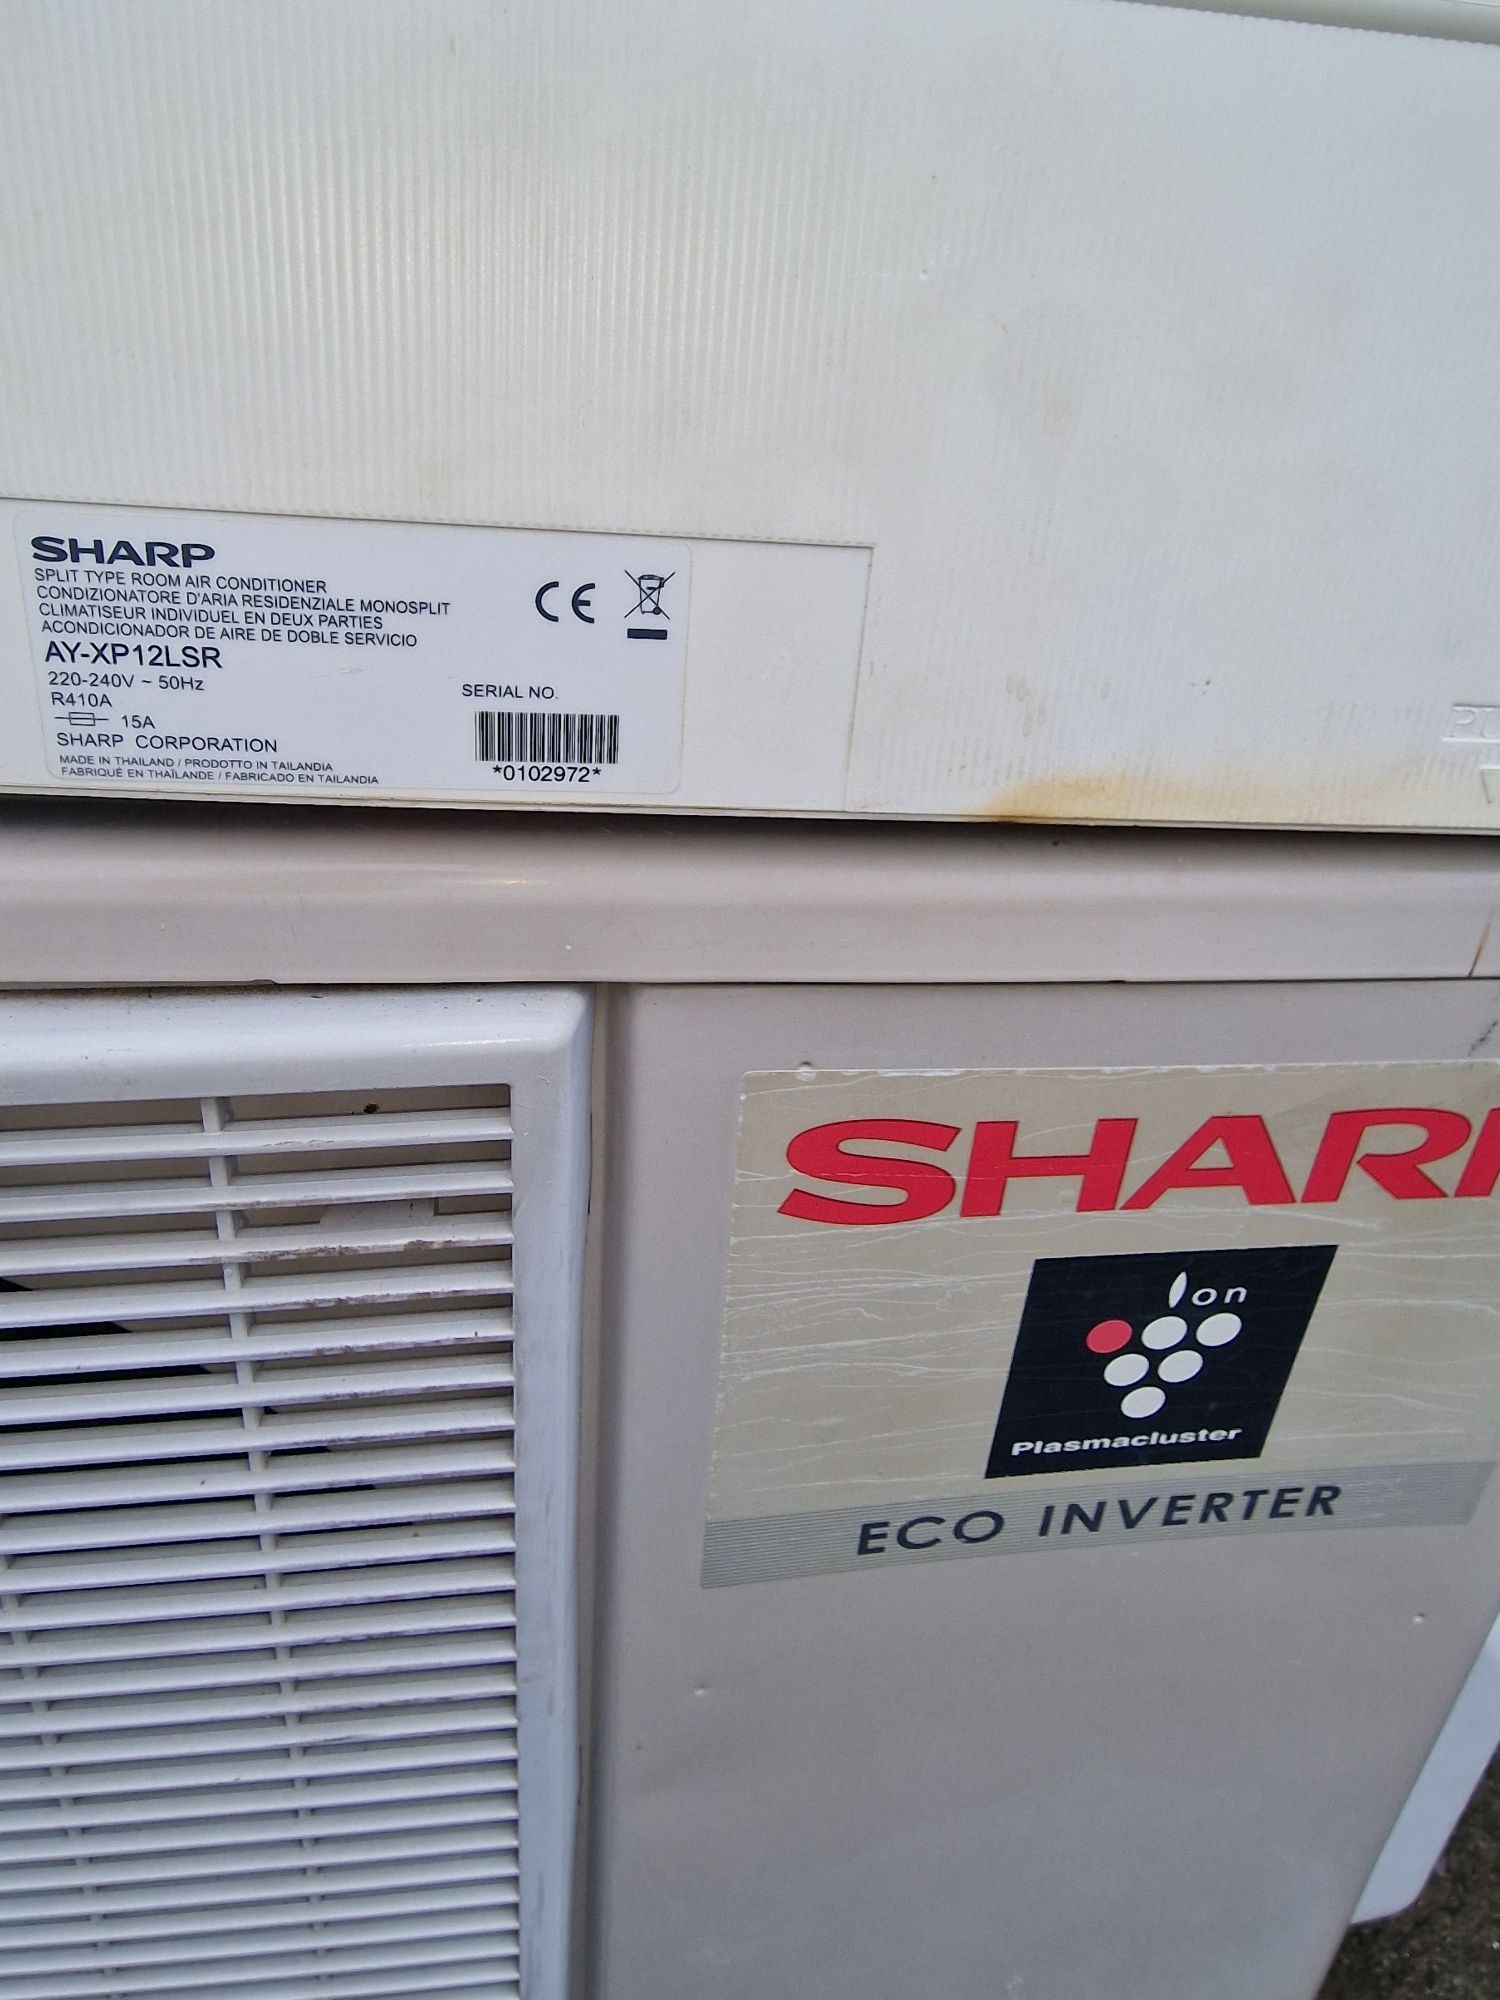 SHARP
SPLIT TYPE ROOM AIR CONDITIONER
CONDIZIONATORE D'ARIA RESIDENZIALE MONOSPLIT
CLIMATISEUR INDIVIDUEL EN DEUX PARTIES
ACONDICIONADOR DE AIRE DE DOBLE SERVICIO
AY-XP12LSR
220-240V ~ 50Hz
R410A
15A
SHARP CORPORATION
MADE IN THAILAND / PRODOTTO IN TAILANDIA
FABRIQUÉ EN THAÏLANDE / FABRICADO EN TAILANDIA
CE
SERIAL NO.
*0102972*
SHAR
Ion
Plasmacluster
ECO INVERTER